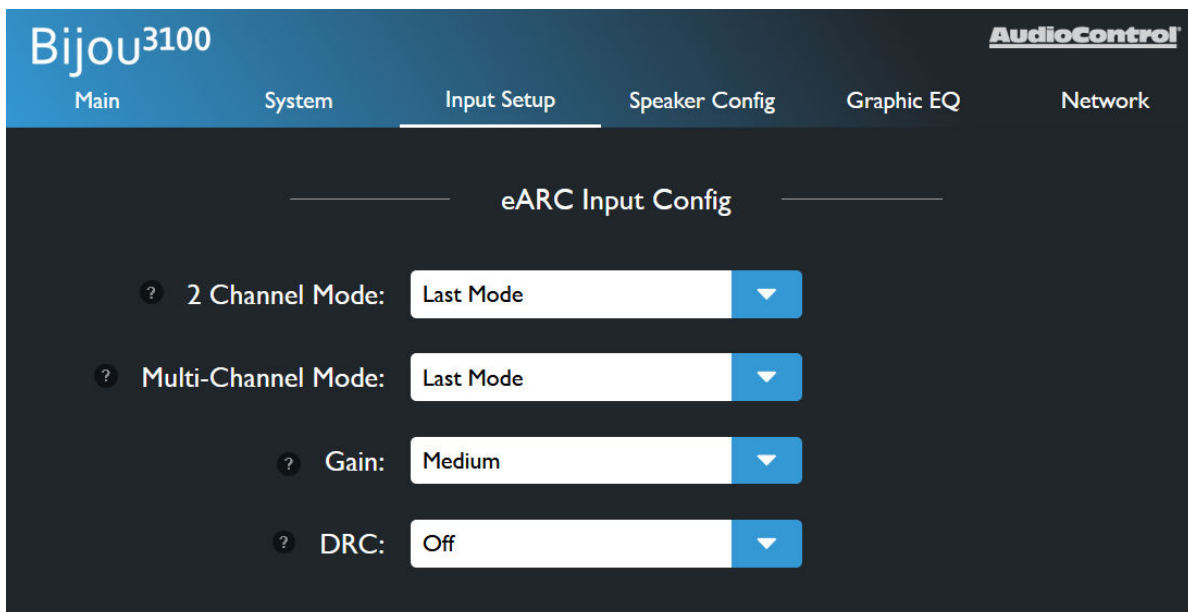 Bijou3100
AudioControl
Main System Input Setup Speaker Config Graphic EQ Network
eARC Input Config
? 2 Channel Mode: Last Mode
? Multi-Channel Mode: Last Mode
? Gain: Medium
? DRC: Off